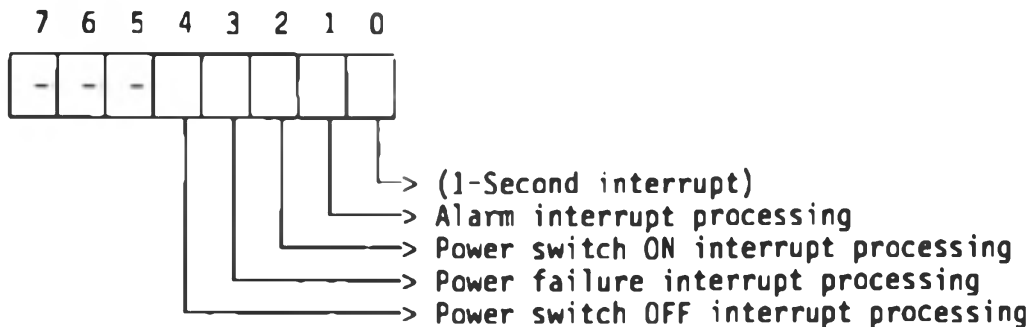 7 6 5 4 3 2 1 0
- - -
> (1-Second interrupt)
> Alarm interrupt processing
> Power switch ON interrupt processing
> Power failure interrupt processing
> Power switch OFF interrupt processing